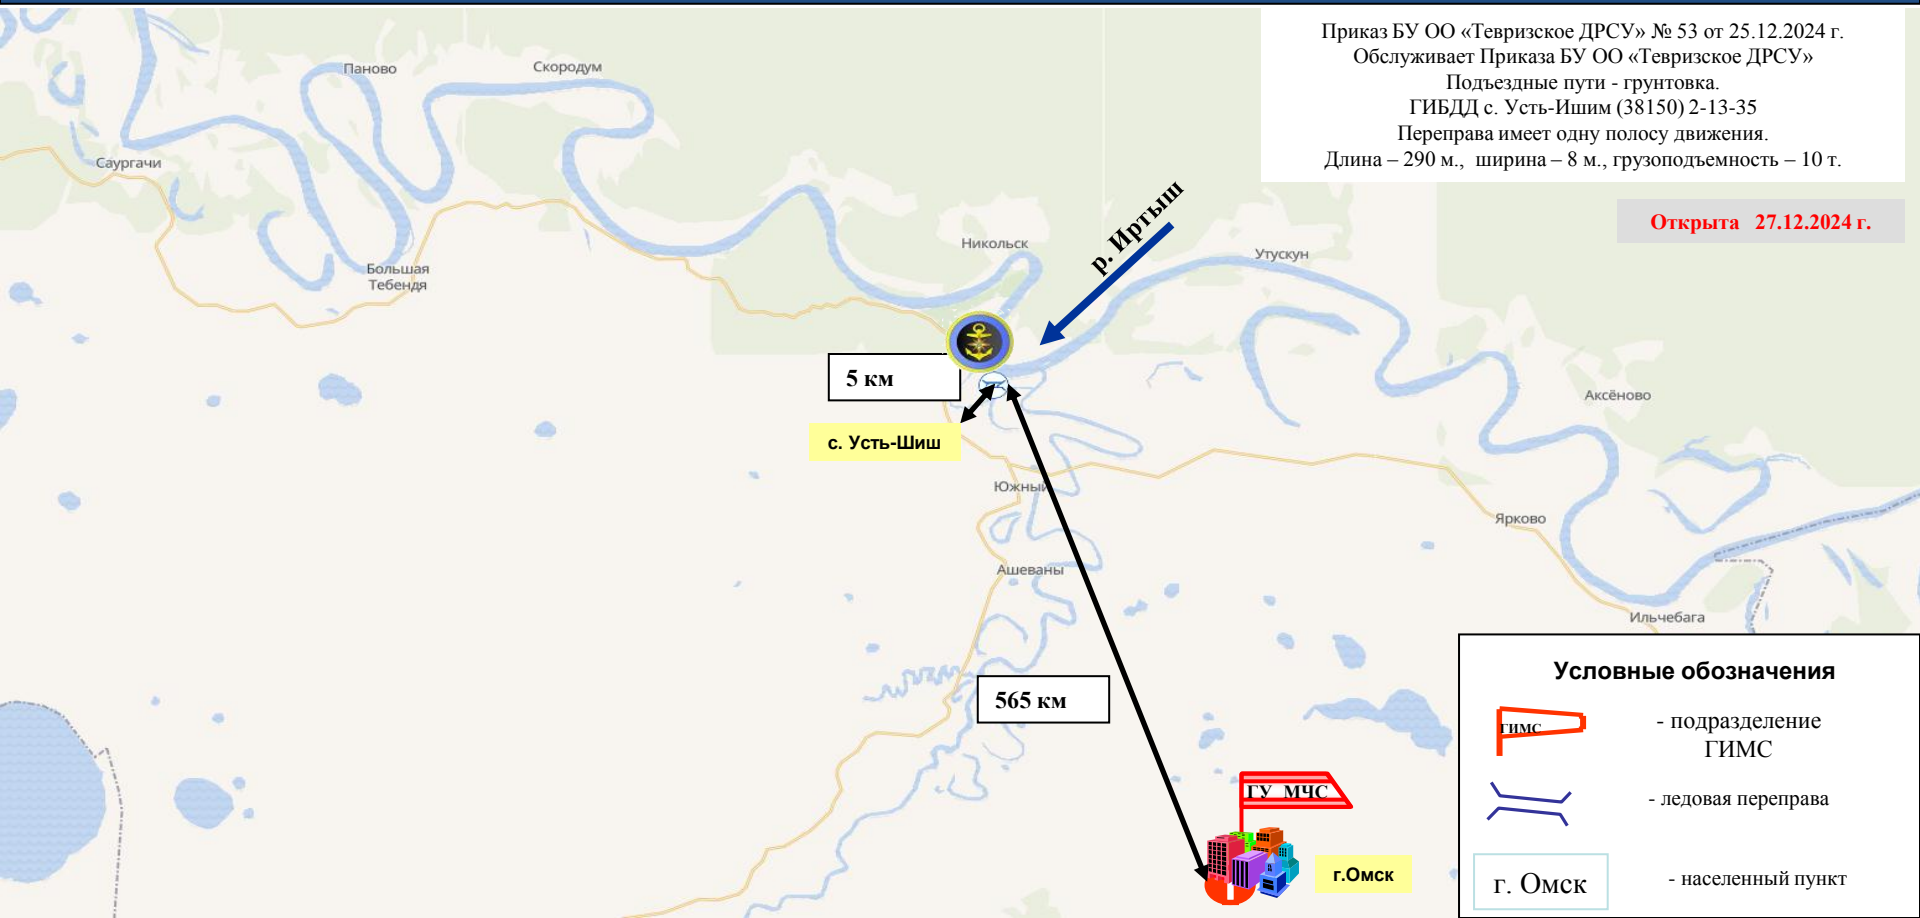 Приказ БУ ОО «Тевризское ДРСУ» № 53 от 25.12.2024 г.
Обслуживает Приказа БУ ОО «Тевризское ДРСУ»
Подъездные пути - грунтовка.
ГИБДД с. Усть-Ишим (38150) 2-13-35
Переправа имеет одну полосу движения.
Длина – 290 м., ширина – 8 м., грузоподъемность – 10 т.
Открыта 27.12.2024 г.
Паново
Скородум
Саургачи
Большая
Тебендя
Никольск
р. Иртыш
Утускун
5 км
с. Усть-Шиш
Аксёново
Южный
Ярково
Ашеваны
Ильчебага
565 км
ГУ МЧС
г.Омск
Условные обозначения
ГИМС
- подразделение
ГИМС
- ледовая переправа
г. Омск
- населенный пункт